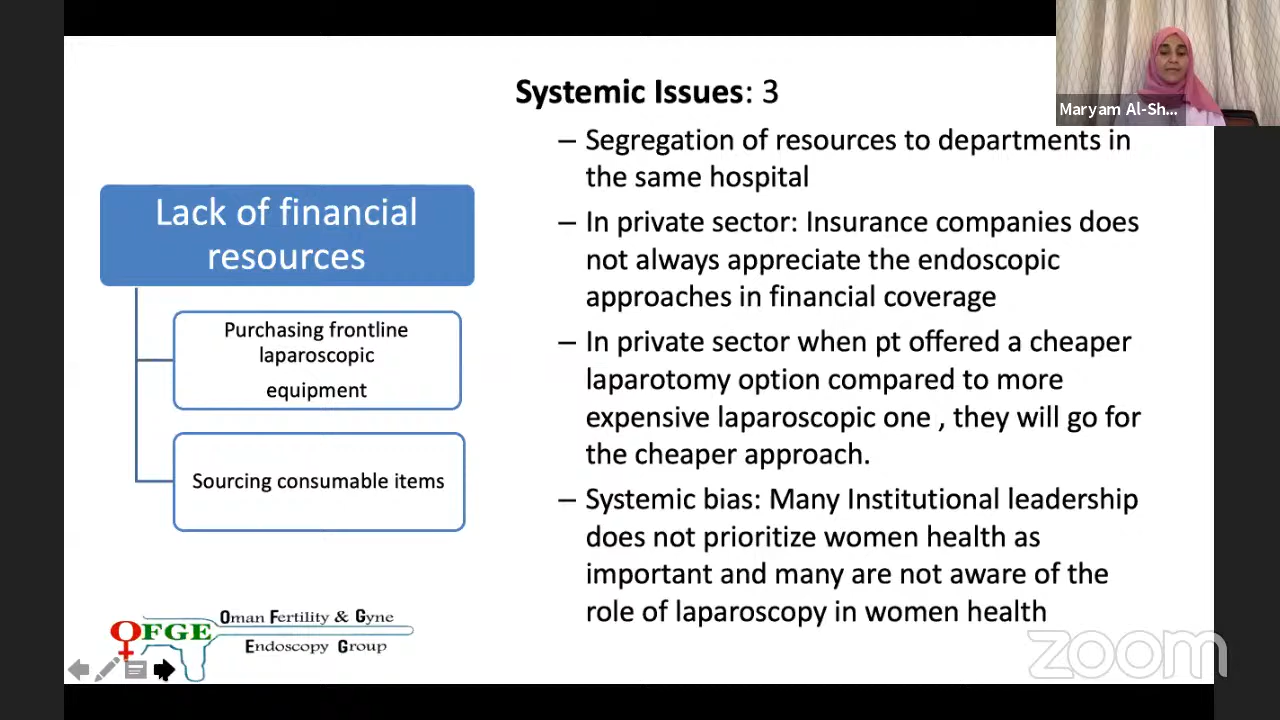 Systemic Issues: 3
Maryam Al-Sh...
– Segregation of resources to departments in
the same hospital
– In private sector: Insurance companies does
not always appreciate the endoscopic
approaches in financial coverage
– In private sector when pt offered a cheaper
laparotomy option compared to more
expensive laparoscopic one , they will go for
the cheaper approach.
– Systemic bias: Many Institutional leadership
does not prioritize women health as
important and many are not aware of the
role of laparoscopy in women health
Lack of financial
resources
Purchasing frontline
laparoscopic
equipment
Sourcing consumable items
OFGE
Oman Fertility & Gyne
Endoscopy Group
zoom